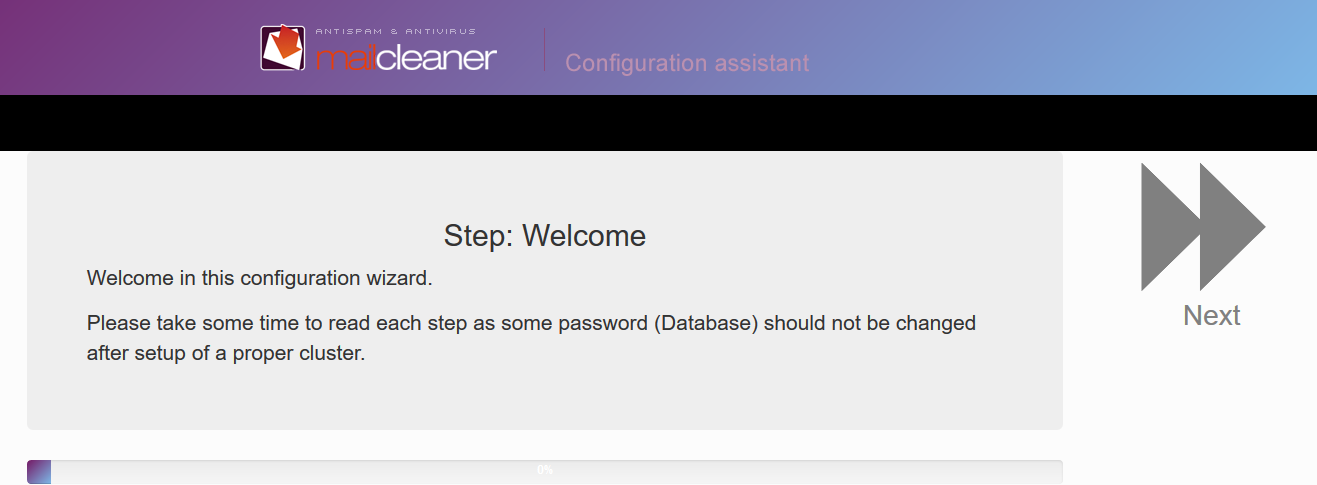 ANTISPAM & ANTIVIRUS
mailcleaner
Configuration assistant
Step: Welcome
Welcome in this configuration wizard.
Please take some time to read each step as some password (Database) should not be changed
after setup of a proper cluster.
Next
0%